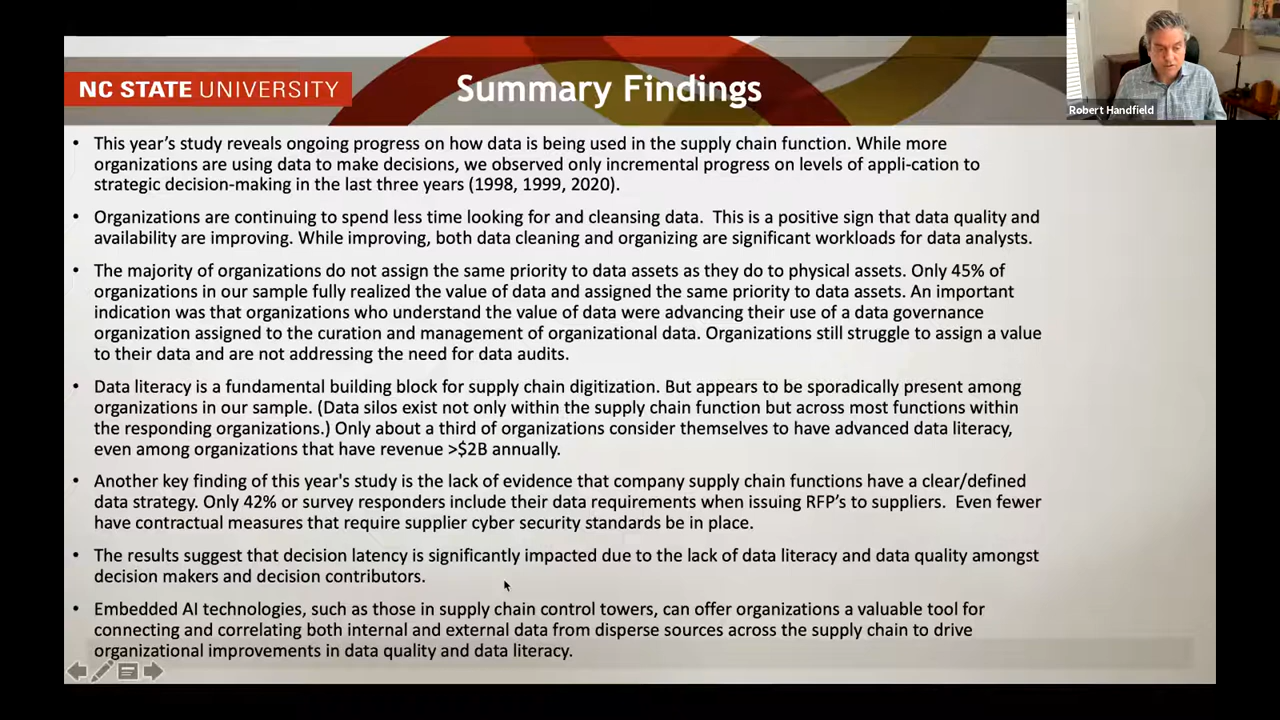 NC STATE UNIVERSITY
Summary Findings
Robert Handfield
• This year's study reveals ongoing progress on how data is being used in the supply chain function. While more
organizations are using data to make decisions, we observed only incremental progress on levels of appli-cation to
strategic decision-making in the last three years (1998, 1999, 2020).
• Organizations are continuing to spend less time looking for and cleansing data. This is a positive sign that data quality and
availability are improving. While improving, both data cleaning and organizing are significant workloads for data analysts.
• The majority of organizations do not assign the same priority to data assets as they do to physical assets. Only 45% of
organizations in our sample fully realized the value of data and assigned the same priority to data assets. An important
indication was that organizations who understand the value of data were advancing their use of a data governance
organization assigned to the curation and management of organizational data. Organizations still struggle to assign a value
to their data and are not addressing the need for data audits.
• Data literacy is a fundamental building block for supply chain digitization. But appears to be sporadically present among
organizations in our sample. (Data silos exist not only within the supply chain function but across most functions within
the responding organizations.) Only about a third of organizations consider themselves to have advanced data literacy,
even among organizations that have revenue >$2B annually.
• Another key finding of this year's study is the lack of evidence that company supply chain functions have a clear/defined
data strategy. Only 42% or survey responders include their data requirements when issuing RFP's to suppliers. Even fewer
have contractual measures that require supplier cyber security standards be in place.
• The results suggest that decision latency is significantly impacted due to the lack of data literacy and data quality amongst
decision makers and decision contributors.
• Embedded AI technologies, such as those in supply chain control towers, can offer organizations a valuable tool for
connecting and correlating both internal and external data from disperse sources across the supply chain to drive
organizational improvements in data quality and data literacy.